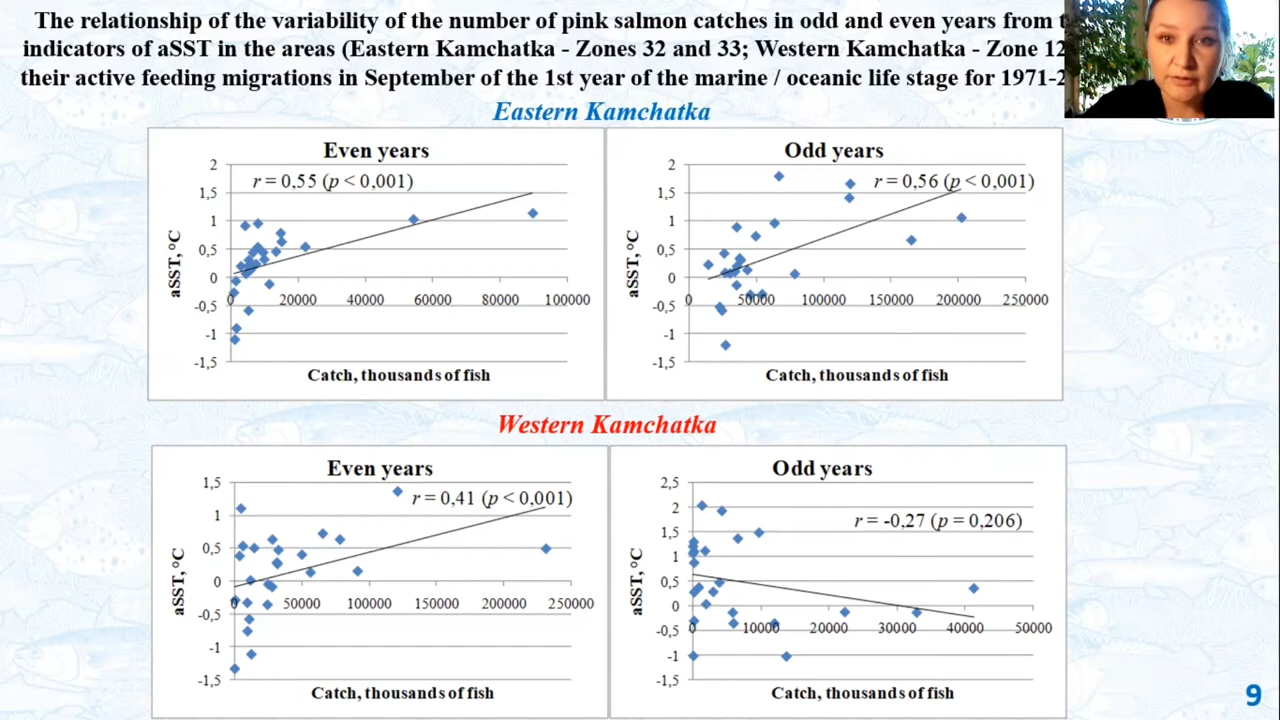 The relationship of the variability of the number of pink salmon catches in odd and even years from
indicators of aSST in the areas (Eastern Kamchatka - Zones 32 and 33; Western Kamchatka - Zone 12
their active feeding migrations in September of the 1st year of the marine / oceanic life stage for 1971-2
Eastern Kamchatka
Even years
r = 0,55 (p < 0,001)
2
1,5
1
0,5
0
-0,5
-1
-1,5
aSST, °C
0 20000 40000 60000 80000 100000
Catch, thousands of fish
Odd years
r = 0,56 (p < 0,001)
2
1,5
1
0,5
0
-0,5
-1
-1,5
aSST, °C
0 50000 100000 150000 200000 250000
Catch, thousands of fish
Western Kamchatka
Even years
r = 0,41 (p < 0,001)
1,5
1
0,5
0
-0,5
-1
-1,5
aSST, °C
0 50000 100000 150000 200000 250000
Catch, thousands of fish
Odd years
r = -0,27 (p = 0,206)
2,5
2
1,5
1
0,5
0
-0,5
-1
-1,5
aSST, °C
0 10000 20000 30000 40000 50000
Catch, thousands of fish
9